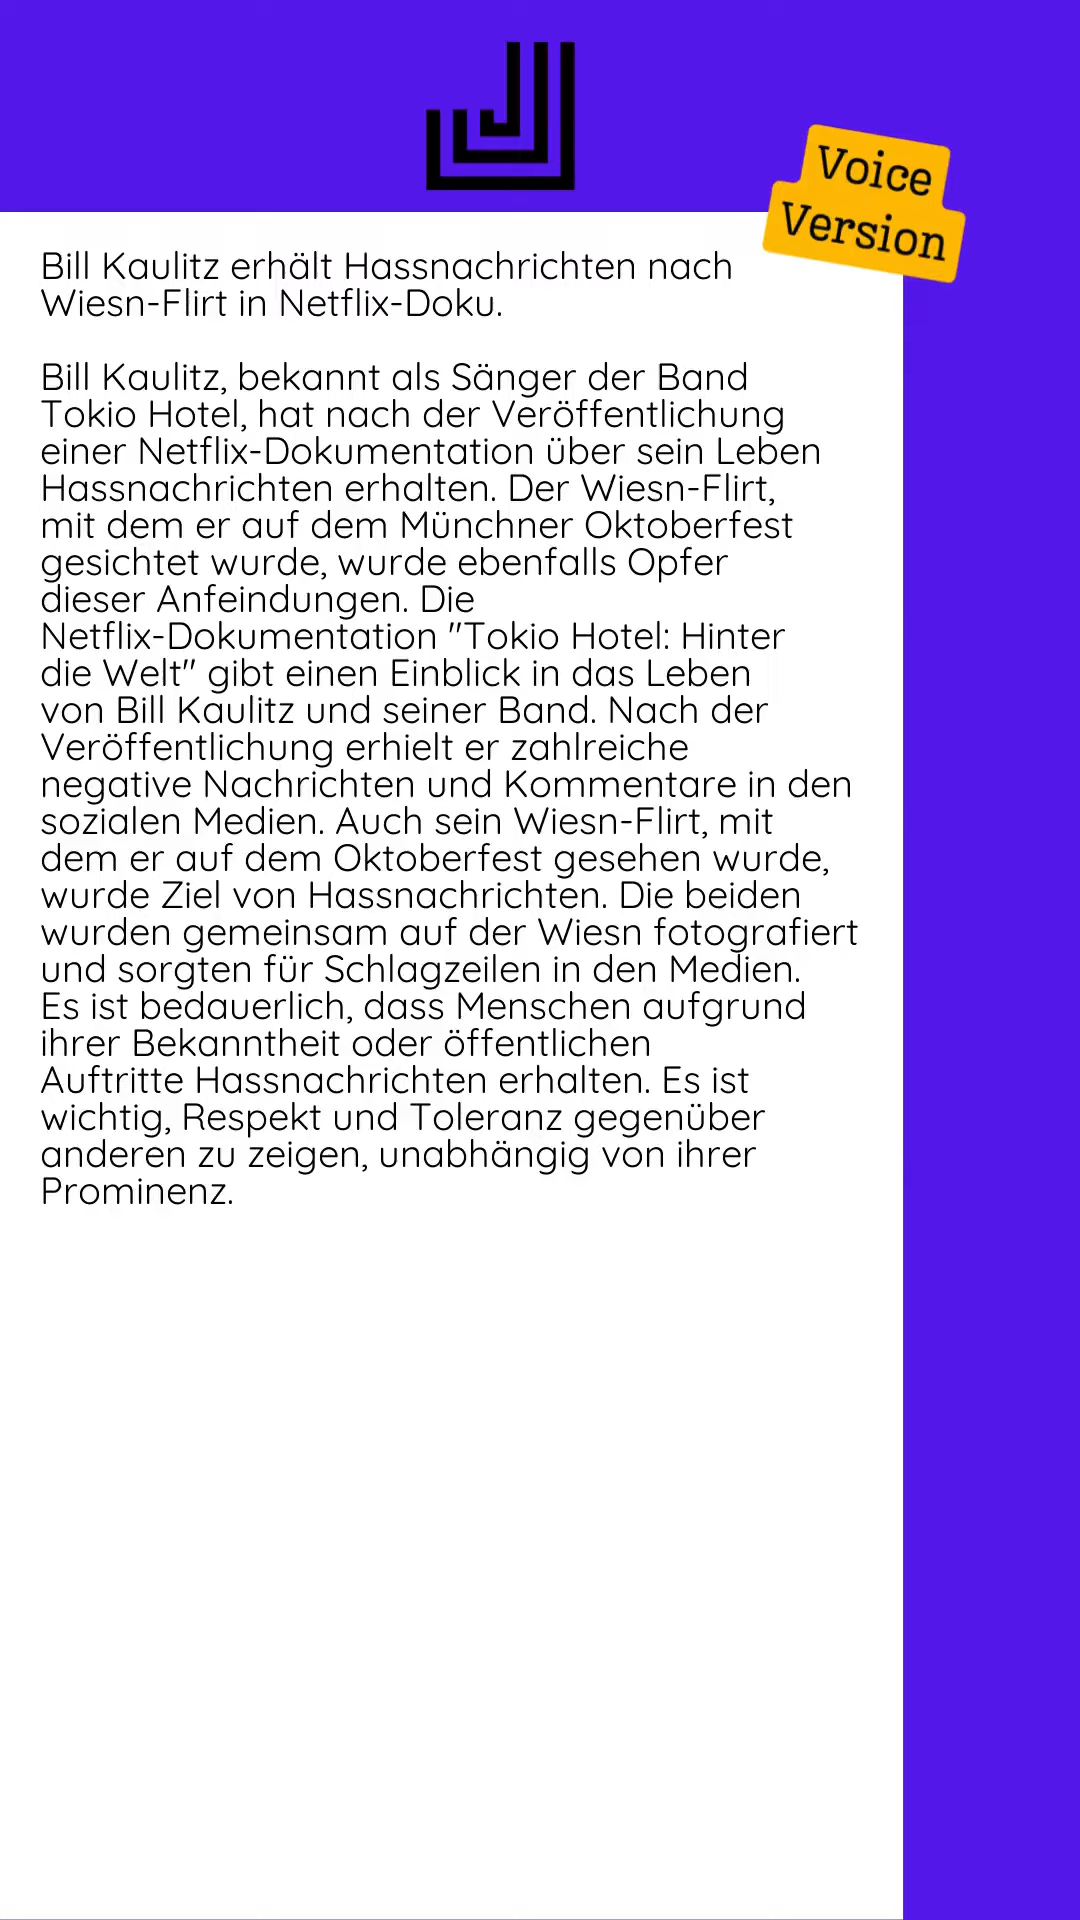 Voice
Version
Bill Kaulitz erhält Hassnachrichten nach
Wiesn-Flirt in Netflix-Doku.
Bill Kaulitz, bekannt als Sänger der Band
Tokio Hotel, hat nach der Veröffentlichung
einer Netflix-Dokumentation über sein Leben
Hassnachrichten erhalten. Der Wiesn-Flirt,
mit dem er auf dem Münchner Oktoberfest
gesichtet wurde, wurde ebenfalls Opfer
dieser Anfeindungen. Die
Netflix-Dokumentation "Tokio Hotel: Hinter
die Welt" gibt einen Einblick in das Leben
von Bill Kaulitz und seiner Band. Nach der
Veröffentlichung erhielt er zahlreiche
negative Nachrichten und Kommentare in den
sozialen Medien. Auch sein Wiesn-Flirt, mit
dem er auf dem Oktoberfest gesehen wurde,
wurde Ziel von Hassnachrichten. Die beiden
wurden gemeinsam auf der Wiesn fotografiert
und sorgten für Schlagzeilen in den Medien.
Es ist bedauerlich, dass Menschen aufgrund
ihrer Bekanntheit oder öffentlichen
Auftritte Hassnachrichten erhalten. Es ist
wichtig, Respekt und Toleranz gegenüber
anderen zu zeigen, unabhängig von ihrer
Prominenz.